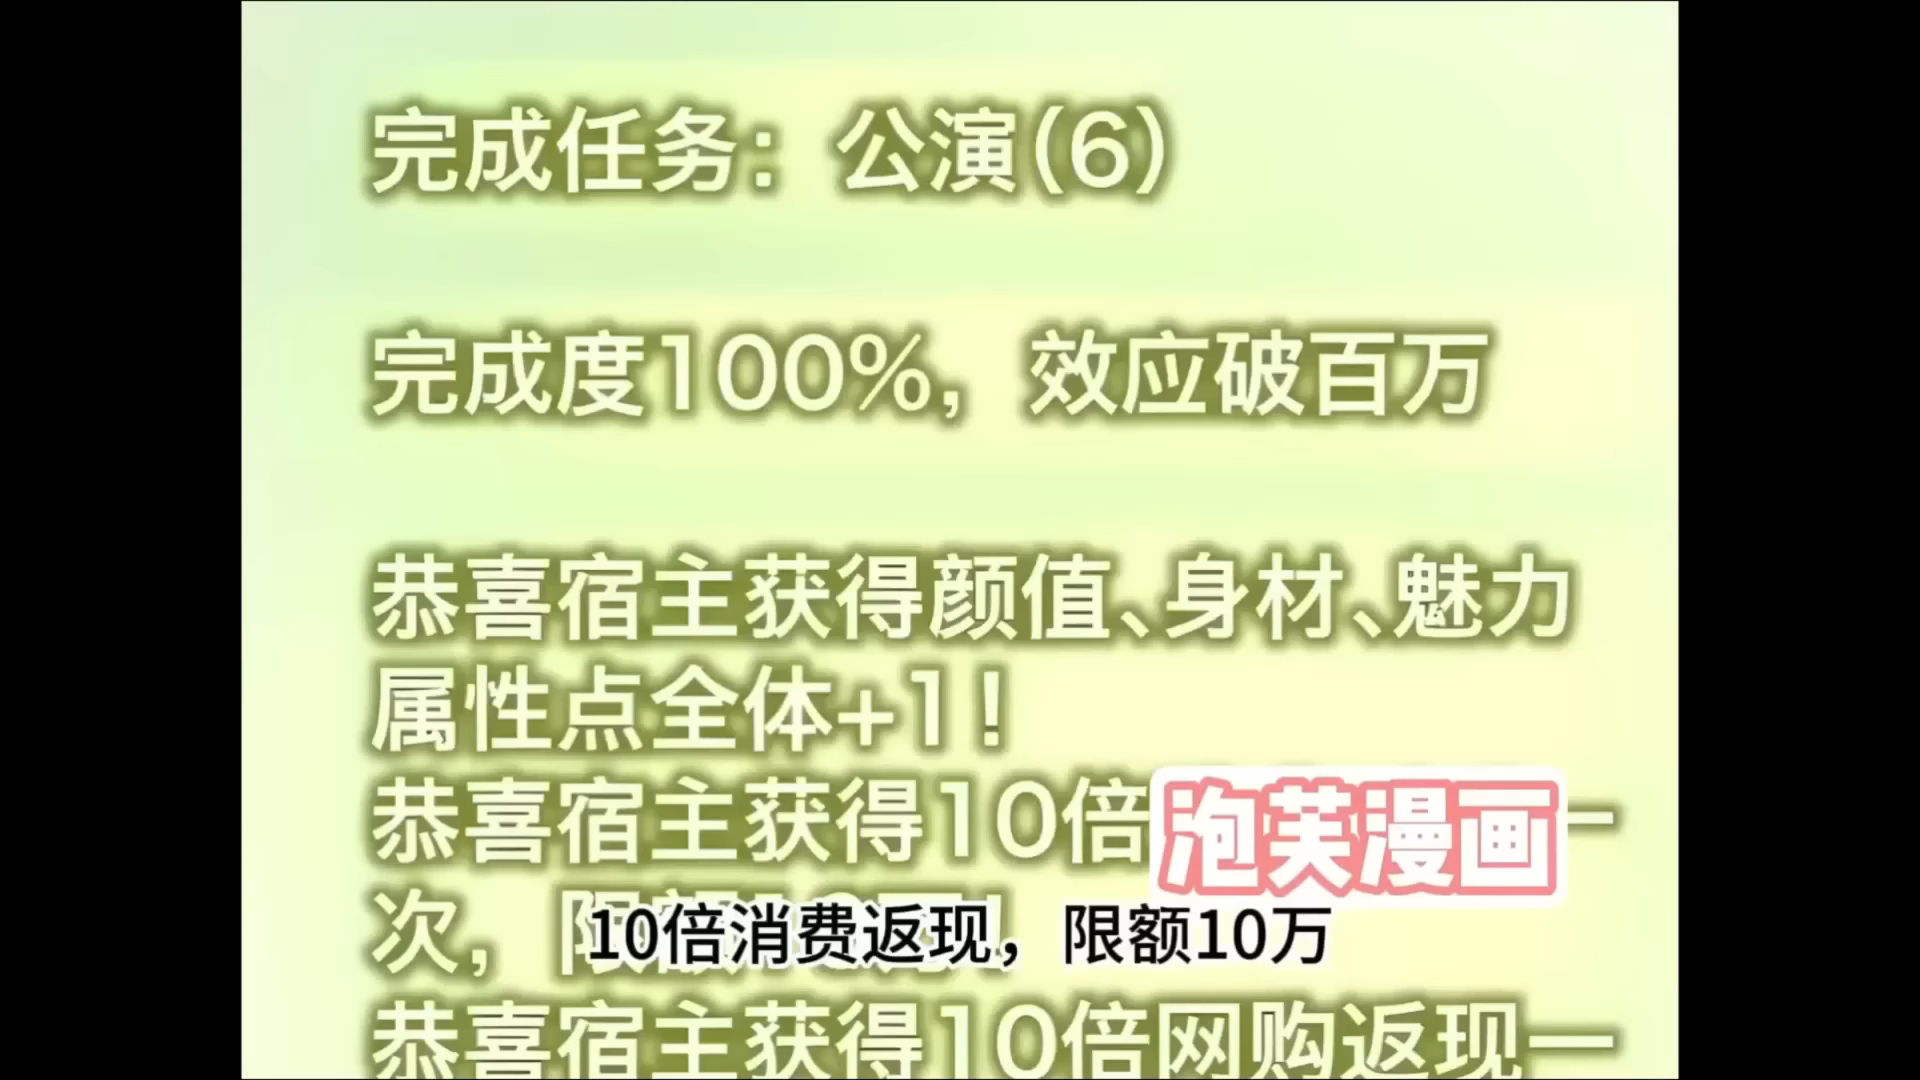 完成任务：公演(6)
完成度100%，效应破百万
恭喜宿主获得颜值、身材、魅力
属性点全体+1！
恭喜宿主获得10倍
一
泡芙漫画
次，
10倍消费返现，限额10万
恭喜宿主获得10倍网购返现一